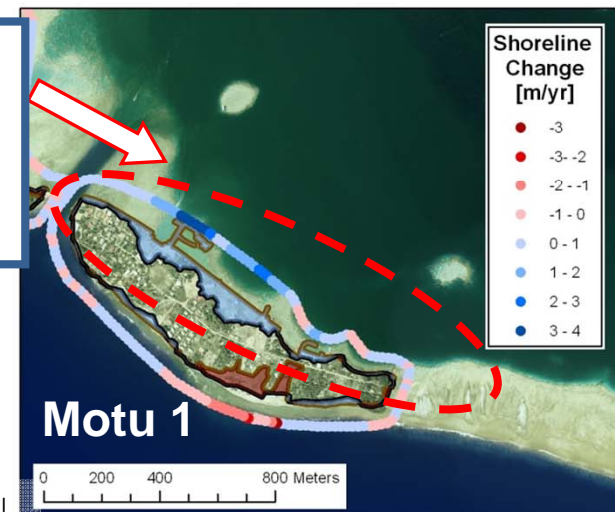 Shoreline
Change
[m/yr]
-3
-3 - -2
-2 - -1
-1 - 0
0 - 1
1 - 2
2 - 3
3 - 4
Motu 1
0 200 400 800 Meters